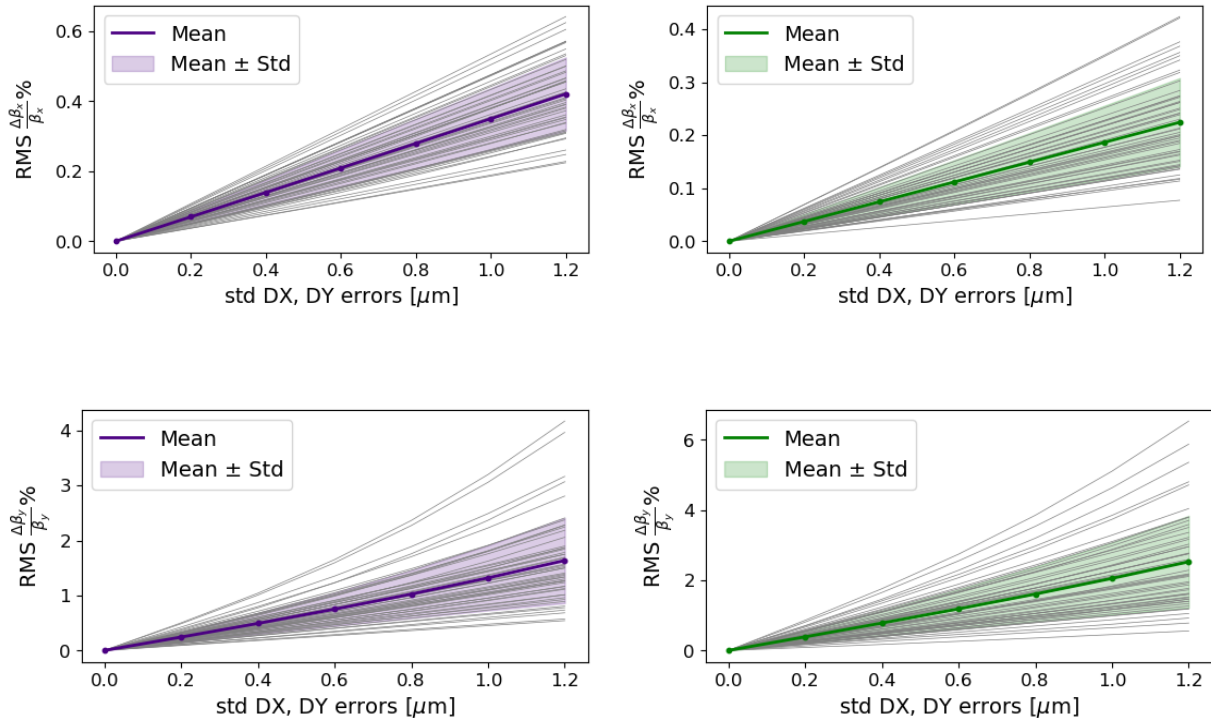 RMS Δβx/βx %
0.6
0.4
0.2
0.0
Mean
Mean ± Std
0.0 0.2 0.4 0.6 0.8 1.0 1.2
std DX, DY errors [μm]
RMS Δβx/βx %
0.4
0.3
0.2
0.1
0.0
Mean
Mean ± Std
0.0 0.2 0.4 0.6 0.8 1.0 1.2
std DX, DY errors [μm]
RMS Δβy/βy %
4
3
2
1
0
Mean
Mean ± Std
0.0 0.2 0.4 0.6 0.8 1.0 1.2
std DX, DY errors [μm]
RMS Δβy/βy %
6
4
2
0
Mean
Mean ± Std
0.0 0.2 0.4 0.6 0.8 1.0 1.2
std DX, DY errors [μm]